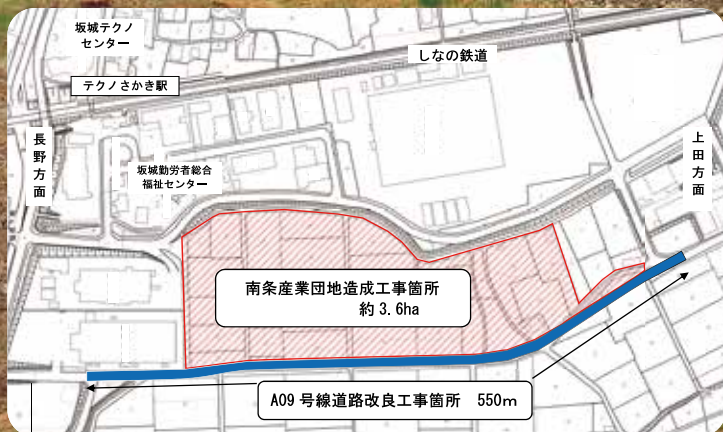 坂城テクノ
センター
しなの鉄道
テクノさかき駅
長野方面
上田方面
坂城勤労者総合
福祉センター
南条産業団地造成工事箇所
約3.6ha
A09号線道路改良工事箇所 550m